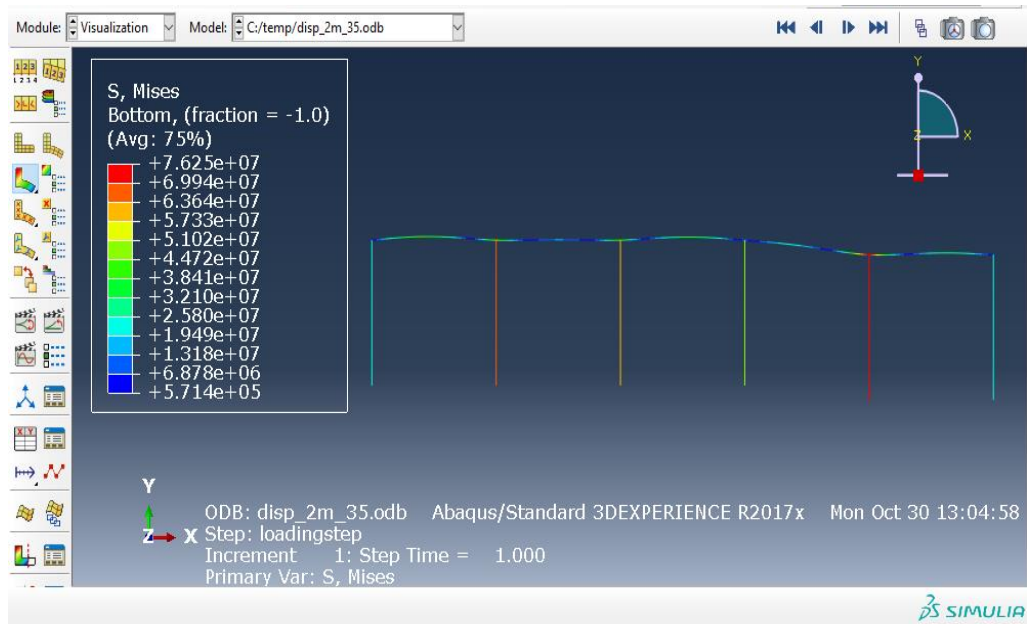 Module: Visualization Model: C:/temp/disp_2m_35.odb
S, Mises
Bottom, (fraction = -1.0)
(Avg: 75%)
+7.625e+07
+6.994e+07
+6.364e+07
+5.733e+07
+5.102e+07
+4.472e+07
+3.841e+07
+3.210e+07
+2.580e+07
+1.949e+07
+1.318e+07
+6.878e+06
+5.714e+05
Y
Z X
Y
Z X
ODB: disp_2m_35.odb Abaqus/Standard 3DEXPERIENCE R2017x Mon Oct 30 13:04:58
Step: loadingstep
Increment 1: Step Time = 1.000
Primary Var: S, Mises
SIMULIA